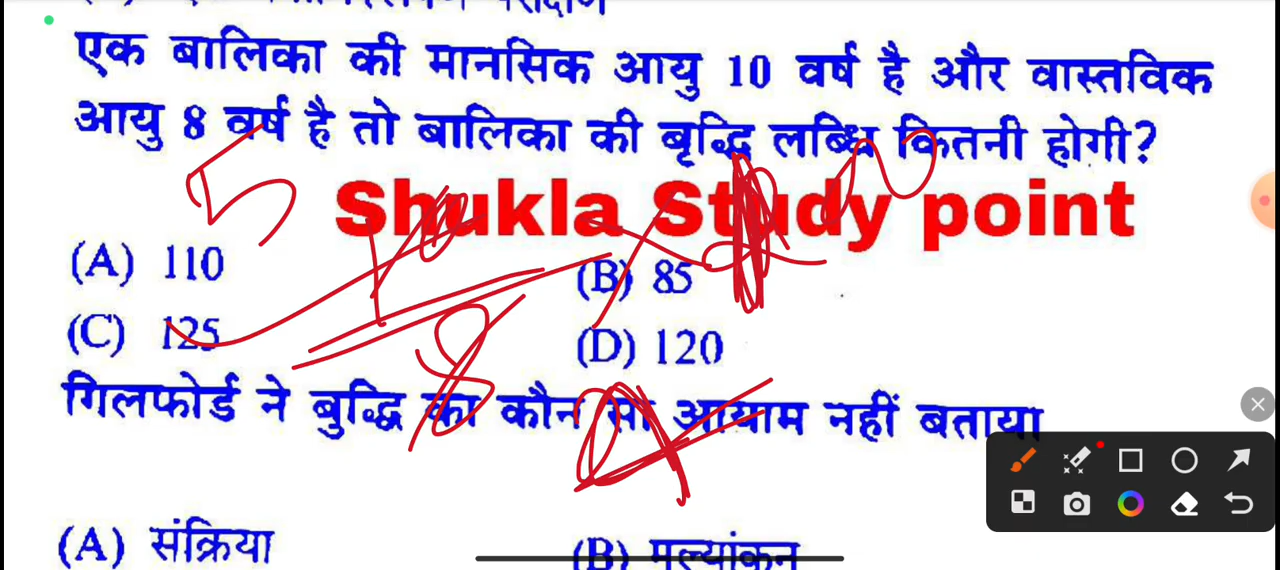 एक बालिका की मानसिक आयु 10 वर्ष है और वास्तविक
आयु 8 वर्ष है तो बालिका की बृद्धि लब्धि कितनी होगी?
Shukla Study point
(A) 110
(B) 85
(C) 125
(D) 120
गिलफोर्ड ने बुद्धि का कौन सा आयाम नहीं बताया
(A) संक्रिया
(B) मूल्यांकन